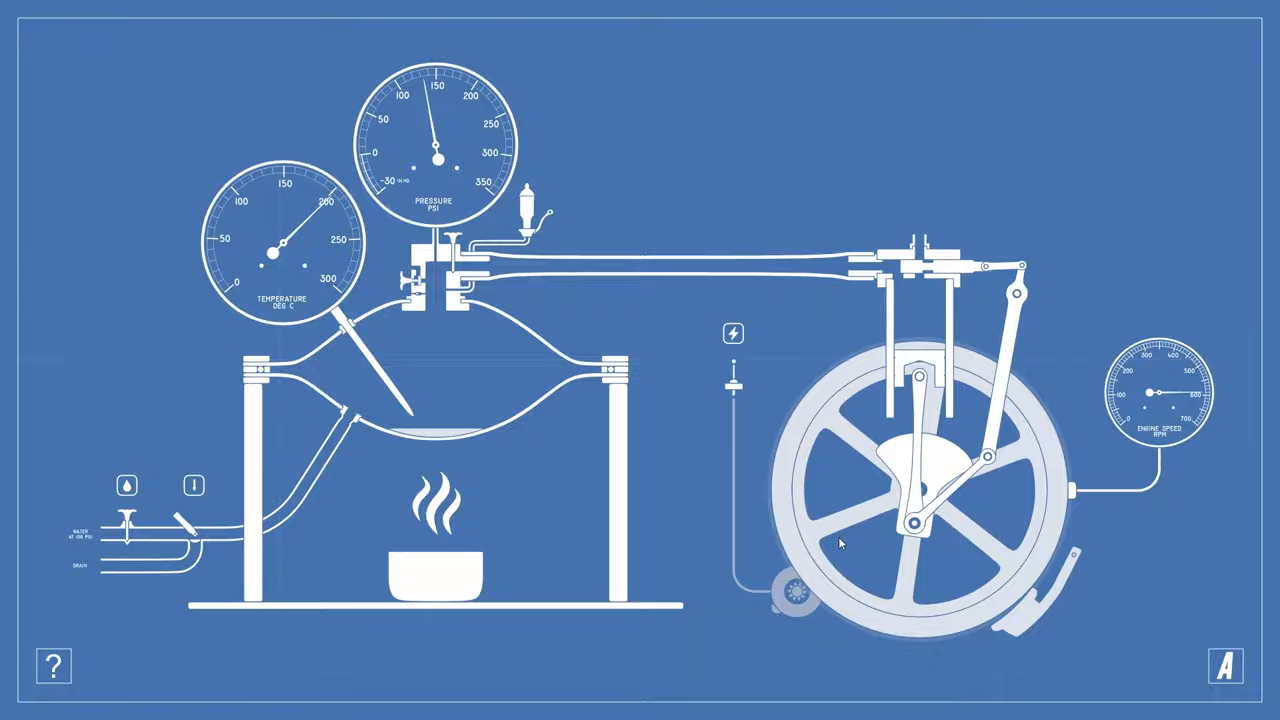 150
100
200
50
250
0
300
-30 IN HG
350
PRESSURE
PSI
150
100
200
50
250
0
300
TEMPERATURE
DEG C
300
400
200
500
100
600
0
700
ENGINE SPEED
RPM
WATER
AT 100 PSI
DRAIN
?
A